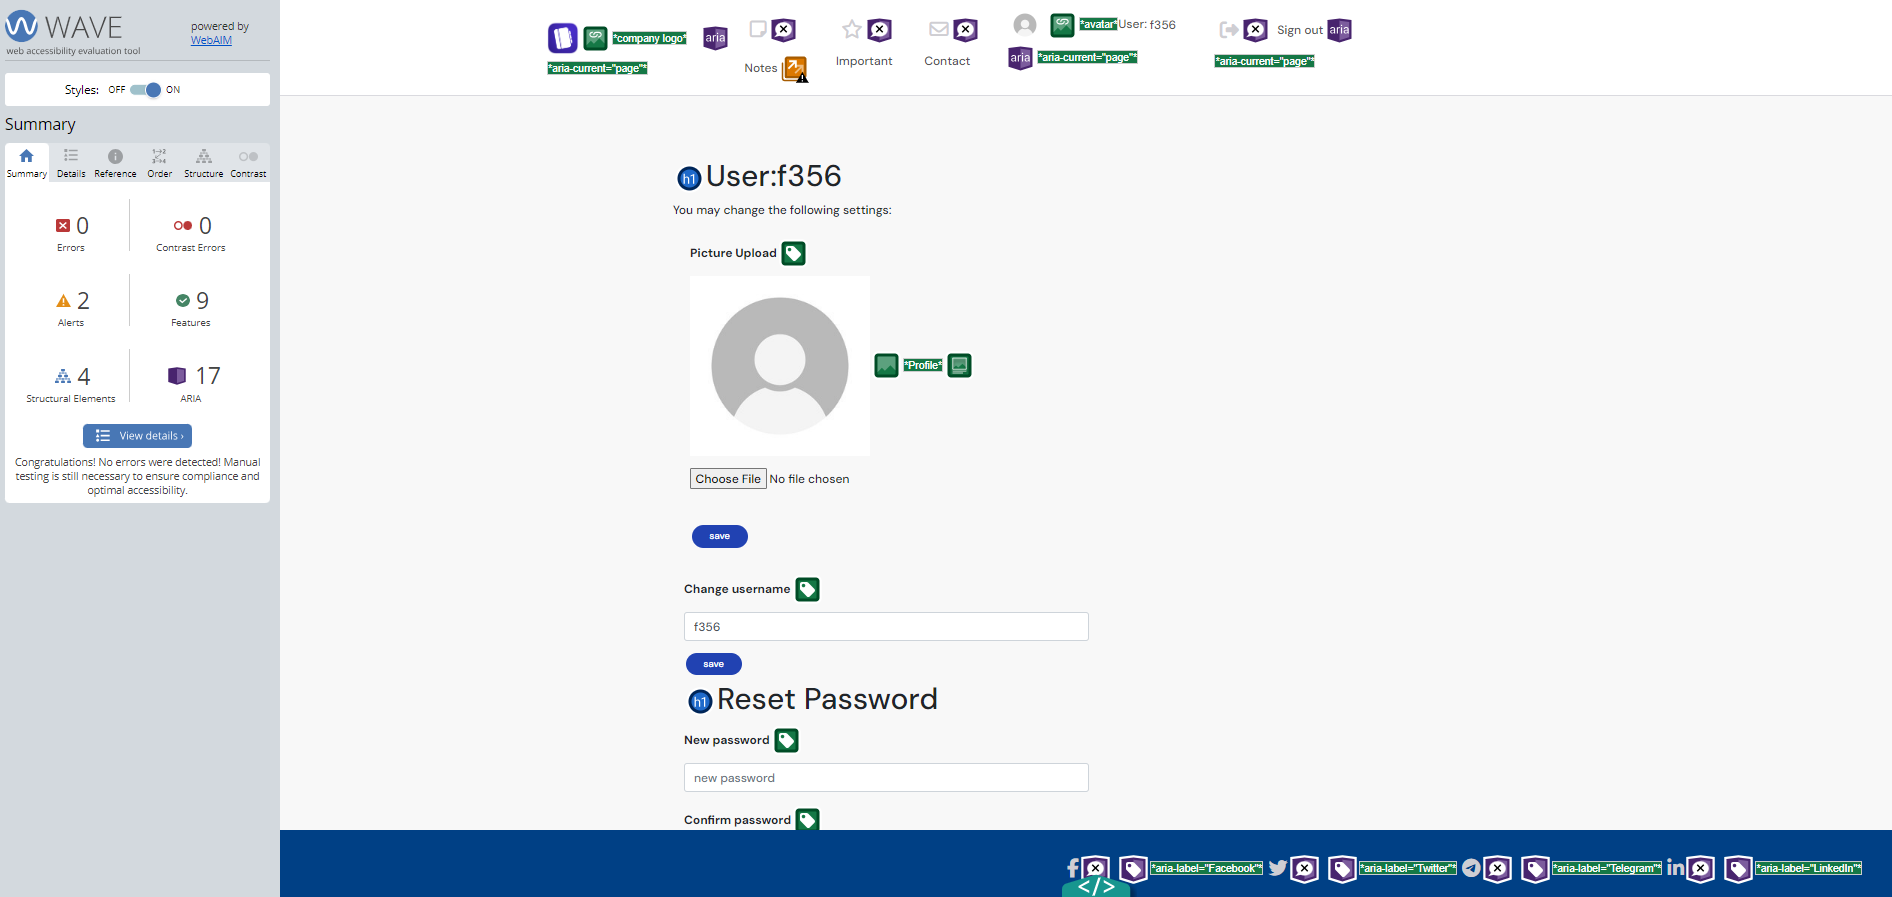 WAVE
web accessibility evaluation tool
powered by
WebAIM
Styles: OFF ON
Summary
Summary Details Reference Order Structure Contrast
0 Errors
0 Contrast Errors
2 Alerts
9 Features
4 Structural Elements
17 ARIA
View details ›
Congratulations! No errors were detected! Manual
testing is still necessary to ensure compliance and
optimal accessibility.
*company logo*
aria
*aria-current="page"*
Notes
Important
Contact
*avatar* User: f356
aria *aria-current="page"*
Sign out aria
*aria-current="page"*
h1 User:f356
You may change the following settings:
Picture Upload
*Profile*
Choose File No file chosen
save
Change username
f356
save
h1 Reset Password
New password
new password
Confirm password
*aria-label="Facebook"* *aria-label="Twitter"* *aria-label="Telegram"* *aria-label="LinkedIn"*
</>